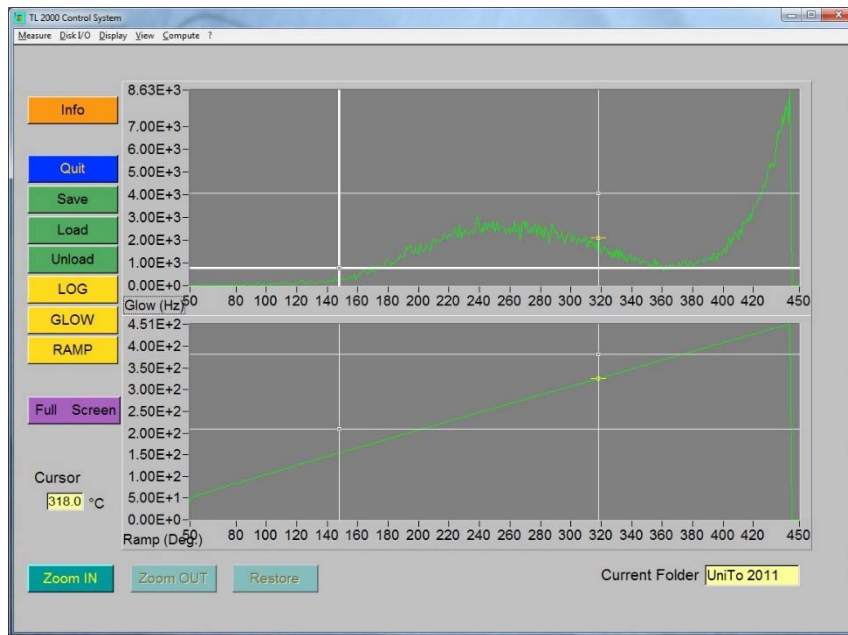 TL 2000 Control System
Measure Disk I/O Display View Compute ?
Info
Quit
Save
Load
Unload
LOG
GLOW
RAMP
Full Screen
Cursor
318.0 °C
8.63E+3
7.00E+3
6.00E+3
5.00E+3
4.00E+3
3.00E+3
2.00E+3
1.00E+3
0.00E+0
50 80 100 120 140 160 180 200 220 240 260 280 300 320 340 360 380 400 420 450
Glow (Hz)
4.51E+2
4.00E+2
3.50E+2
3.00E+2
2.50E+2
2.00E+2
1.50E+2
1.00E+2
5.00E+1
0.00E+0
50 80 100 120 140 160 180 200 220 240 260 280 300 320 340 360 380 400 420 450
Ramp (Deg.)
Zoom IN Zoom OUT Restore
Current Folder UniTo 2011